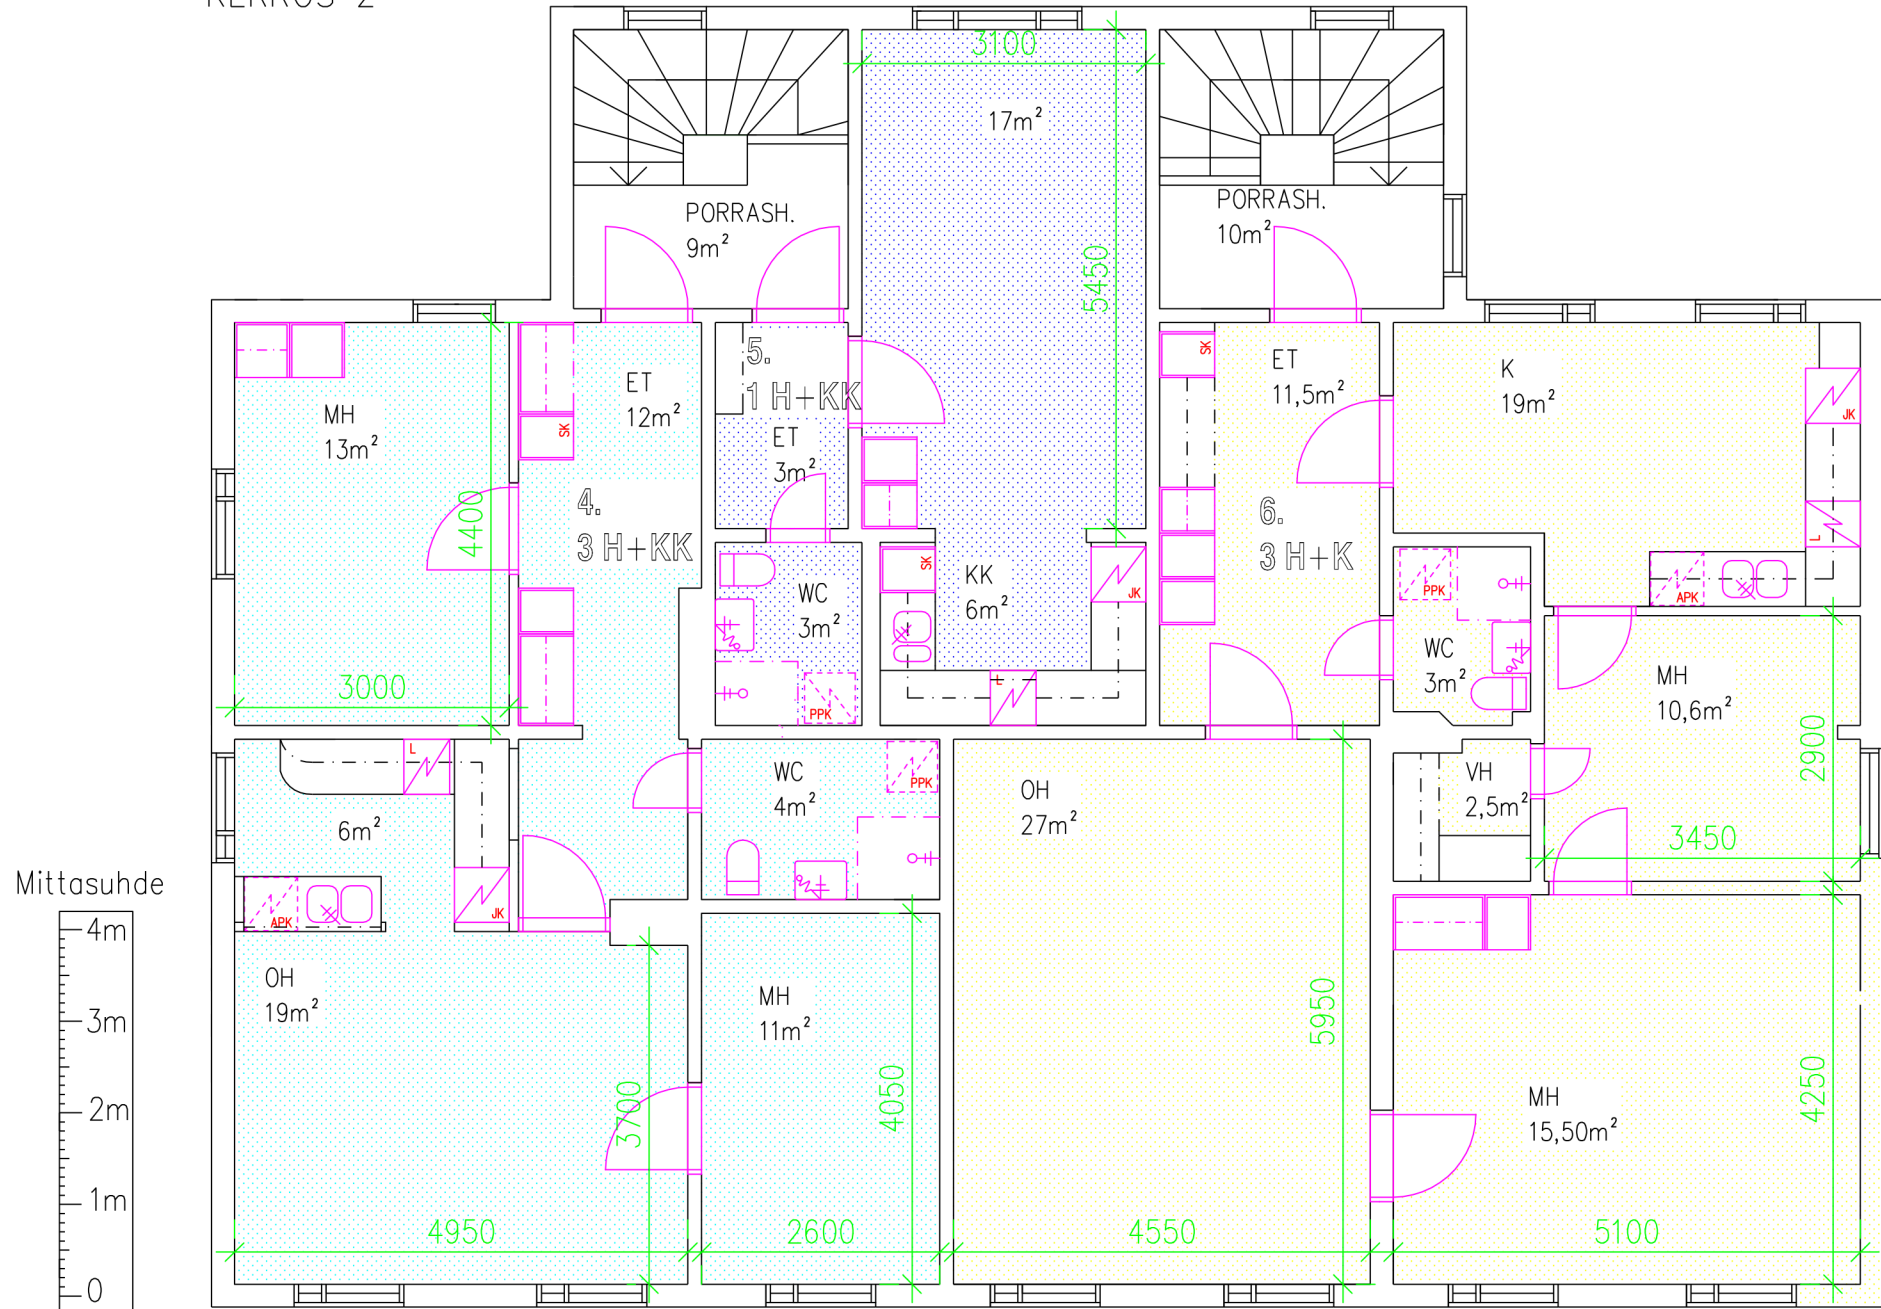 KERROS 2
3100
17m²
PORRASH.
9m²
PORRASH.
10m²
5450
5.
1 H+KK
ET
3m²
ET
12m²
SK
MH
13m²
4400
3000
4.
3 H+KK
WC
3m²
PPK
SK
KK
6m²
JK
L
SK
ET
11,5m²
6.
3 H+K
K
19m²
JK
L
APK
PPK
WC
3m²
MH
10,6m²
2900
3450
VH
2,5m²
L
6m²
JK
APK
WC
4m²
PPK
OH
27m²
5950
OH
19m²
3700
MH
11m²
4050
MH
15,50m²
4250
4950
2600
4550
5100
Mittasuhde
4m
3m
2m
1m
0